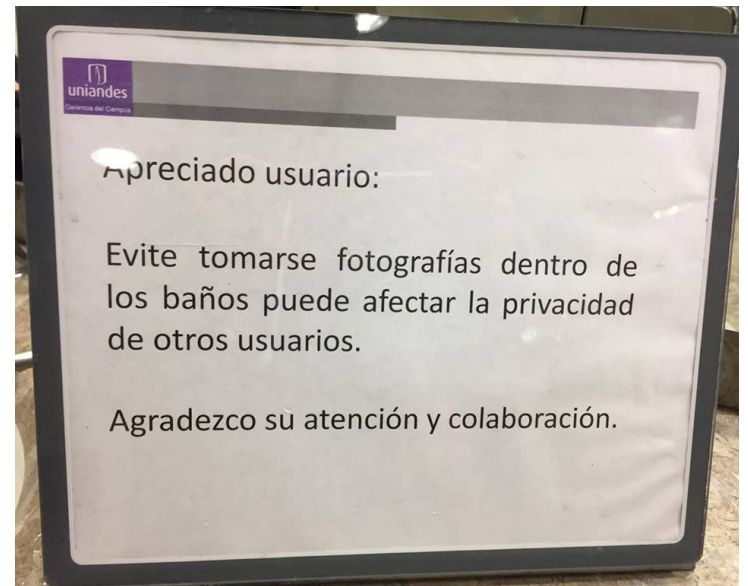 uniandes
Gerencia del Campus
Apreciado usuario:
Evite tomarse fotografías dentro de
los baños puede afectar la privacidad
de otros usuarios.
Agradezco su atención y colaboración.